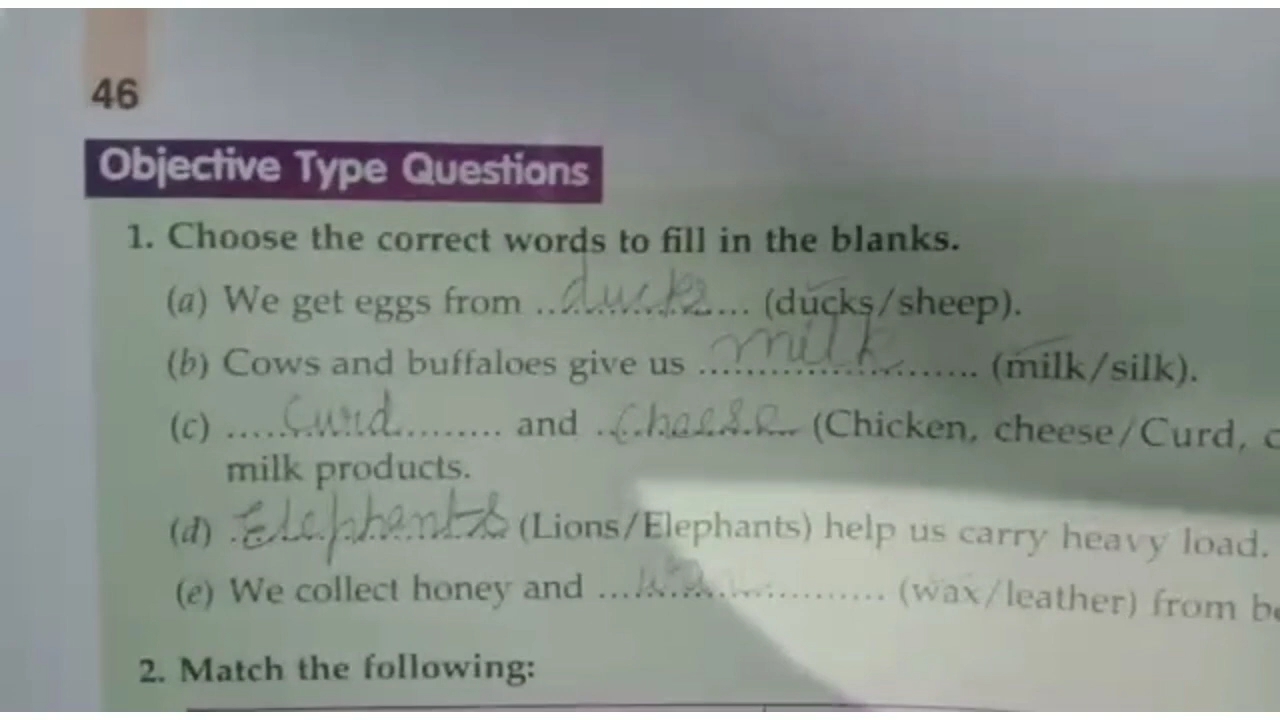 46
Objective Type Questions
1. Choose the correct words to fill in the blanks.
(a) We get eggs from ...ducks... (ducks/sheep).
(b) Cows and buffaloes give us ...milk... (milk/silk).
(c) ...Curd... and ...Cheese... (Chicken, cheese/Curd, c
milk products.
(d) Elephants (Lions/Elephants) help us carry heavy load.
(e) We collect honey and ...... (wax/leather) from be
2. Match the following: